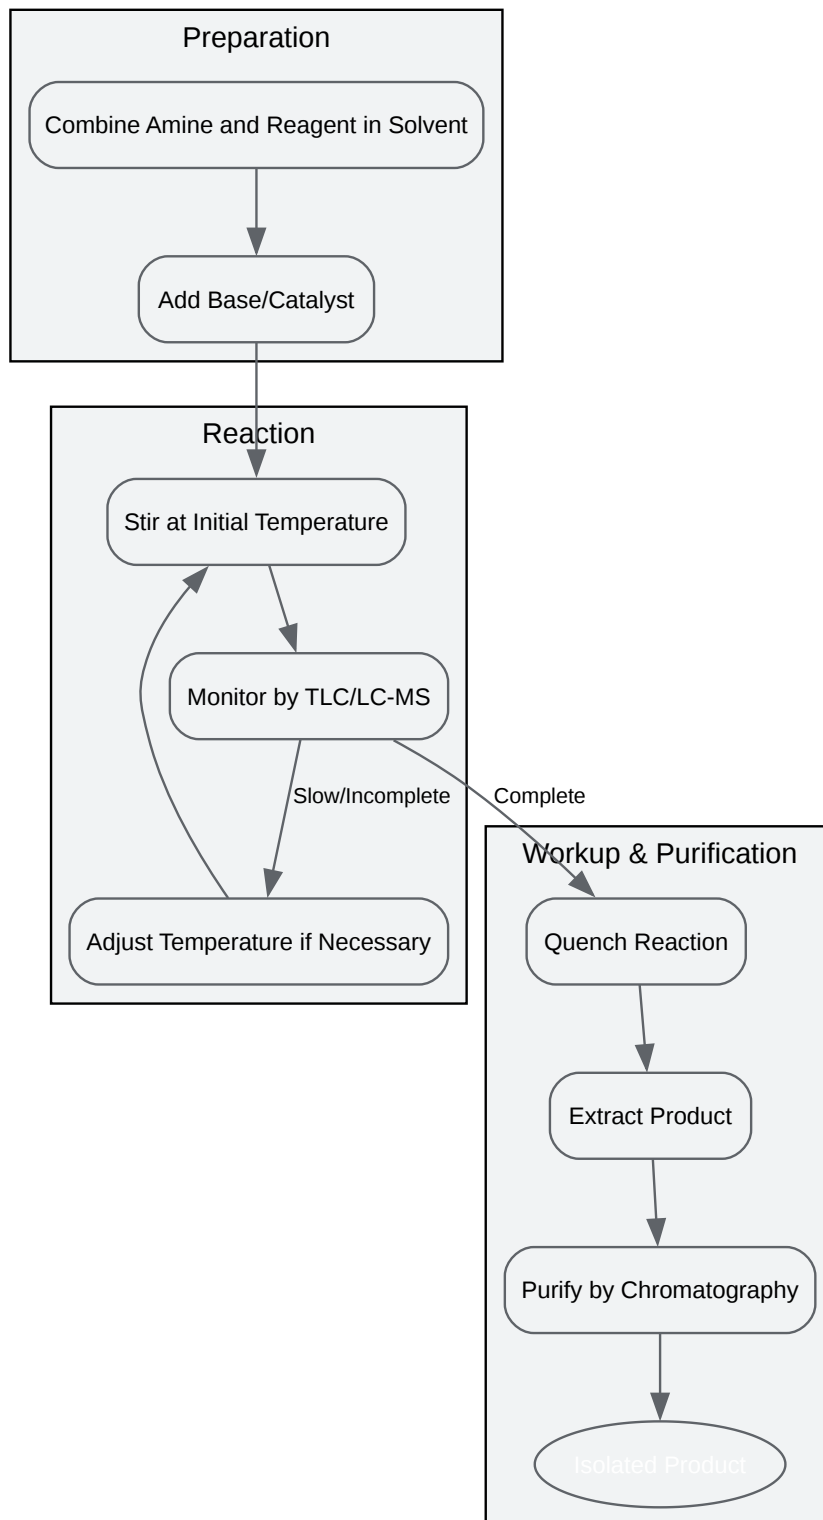 Preparation
Combine Amine and Reagent in Solvent
Add Base/Catalyst
Reaction
Stir at Initial Temperature
Monitor by TLC/LC-MS
Slow/Incomplete
Complete
Adjust Temperature if Necessary
Workup & Purification
Quench Reaction
Extract Product
Purify by Chromatography
Isolated Product